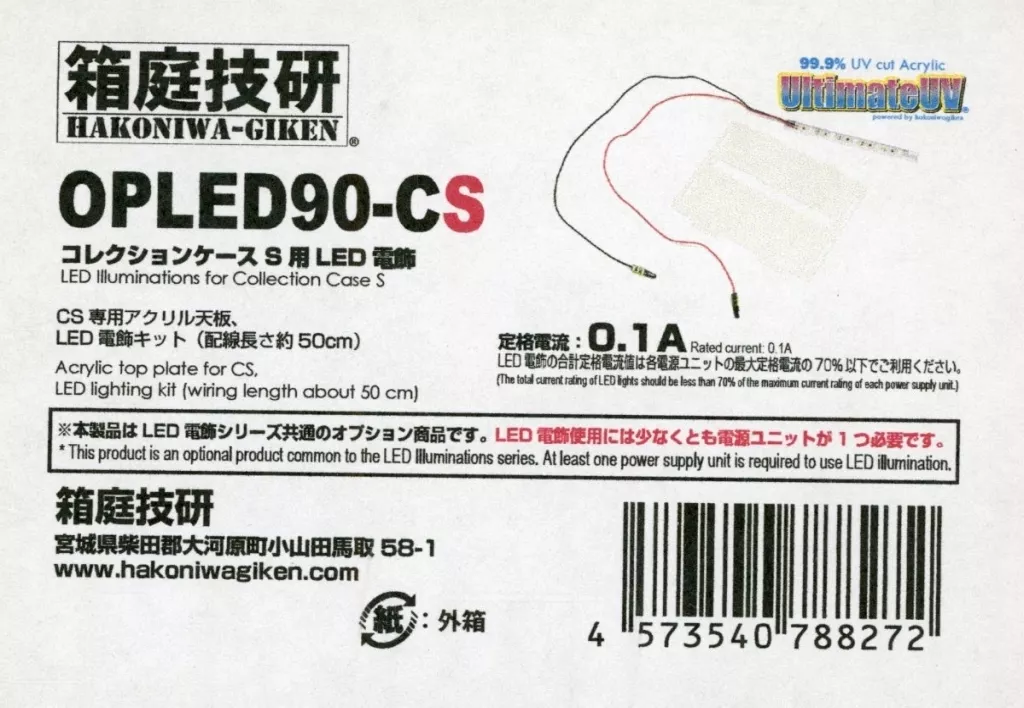 箱庭技研
HAKONIWA-GIKEN®
99.9% UV cut Acrylic
UltimateUV®
powered by hakoniwagiken
OPLED90-CS
コレクションケース S 用 LED 電飾
LED Illuminations for Collection Case S
CS 専用アクリル天板、
LED 電飾キット（配線長さ約 50cm）
Acrylic top plate for CS,
LED lighting kit (wiring length about 50 cm)
定格電流：0.1A Rated current: 0.1A
LED 電飾の合計定格電流値は各電源ユニットの最大定格電流の 70% 以下でご利用ください。
(The total current rating of LED lights should be less than 70% of the maximum current rating of each power supply unit.)
※本製品は LED 電飾シリーズ共通のオプション商品です。LED 電飾使用には少なくとも電源ユニットが 1 つ必要です。
* This product is an optional product common to the LED Illuminations series. At least one power supply unit is required to use LED illumination.
箱庭技研
宮城県柴田郡大河原町小山田馬取 58-1
www.hakoniwagiken.com
紙：外箱
4 573540 788272